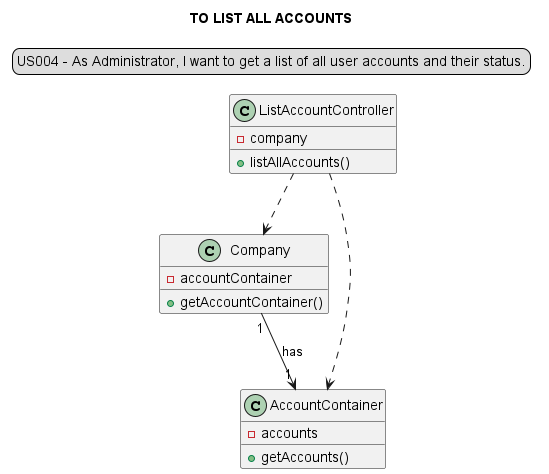 TO LIST ALL ACCOUNTS
US004 - As Administrator, I want to get a list of all user accounts and their status.
C ListAccountController
company
listAllAccounts()
C Company
accountContainer
getAccountContainer()
1
has
1
C AccountContainer
accounts
getAccounts()